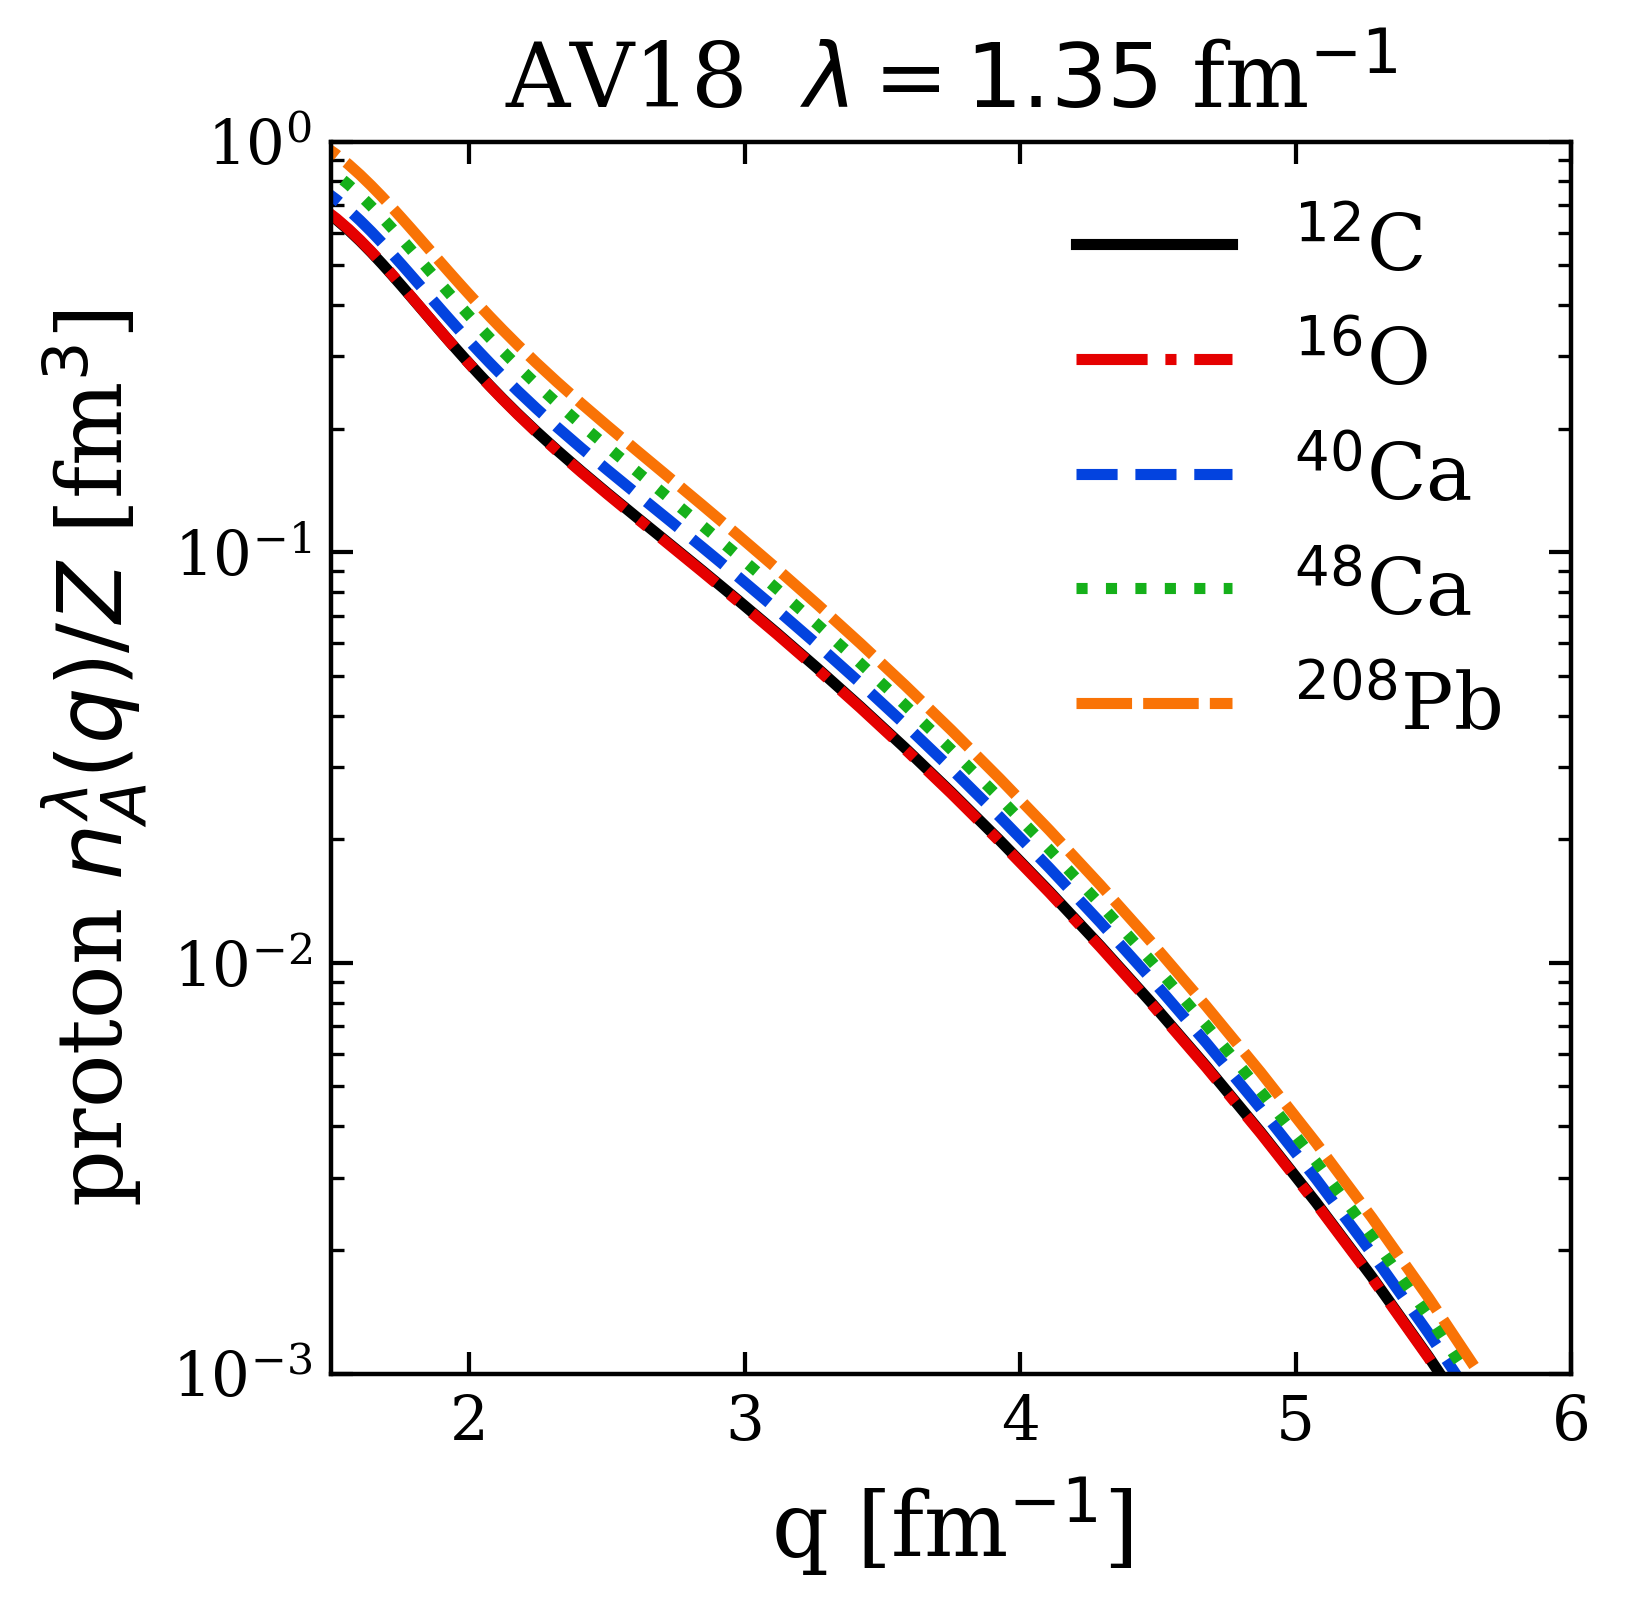 AV18 λ = 1.35 fm⁻¹
proton n_A^λ(q)/Z [fm³]
10⁰
10⁻¹
10⁻²
10⁻³
¹²C
¹⁶O
⁴⁰Ca
⁴⁸Ca
²⁰⁸Pb
2 3 4 5 6
q [fm⁻¹]